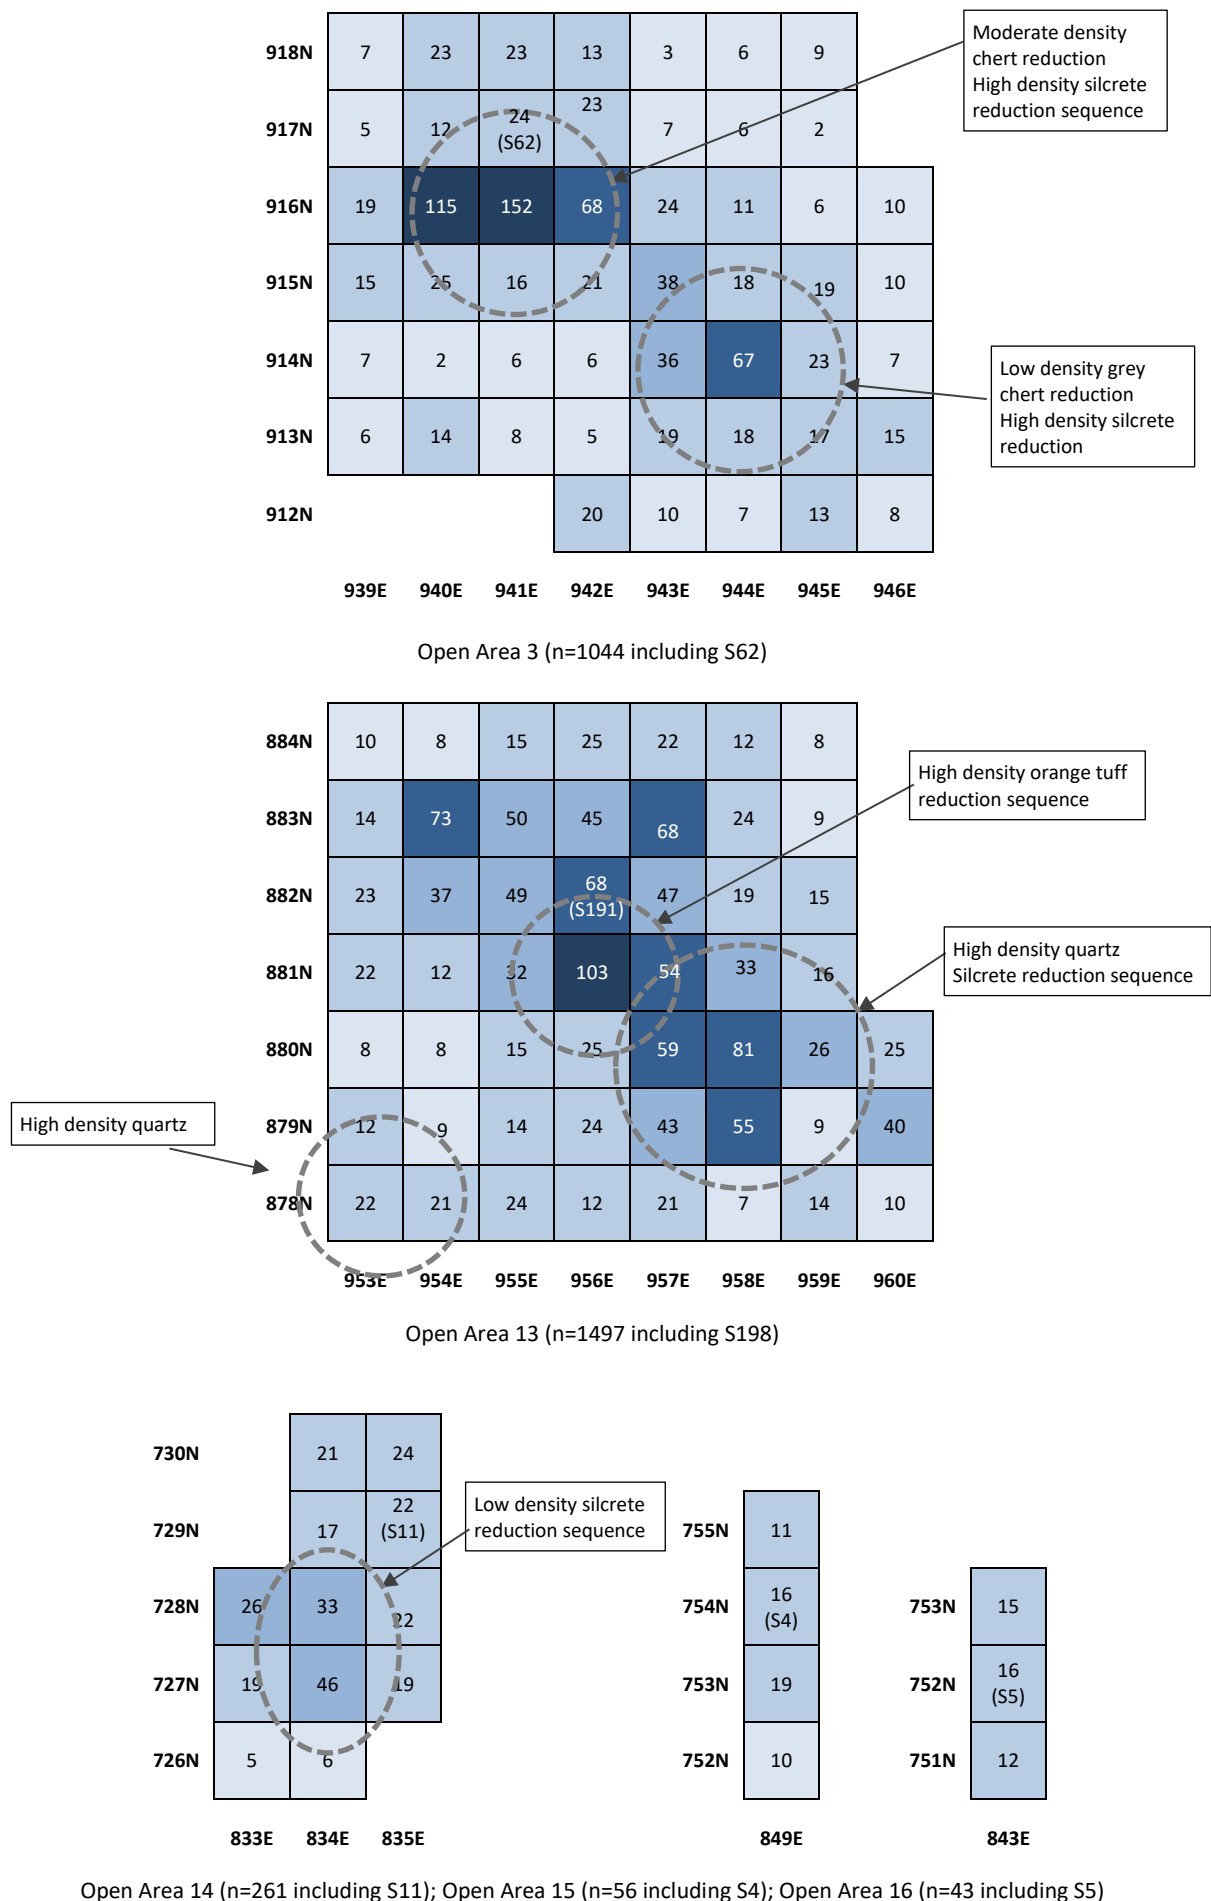 918N 7 23 23 13 3 6 9
Moderate density
chert reduction
High density silcrete
reduction sequence
917N 5 12 24 23 7 6 2
(S62)
916N 19 115 152 68 24 11 6 10
915N 15 25 16 21 38 18 19 10
914N 7 2 6 6 36 67 23 7
Low density grey
chert reduction
High density silcrete
reduction
913N 6 14 8 5 19 18 17 15
912N 20 10 7 13 8
939E 940E 941E 942E 943E 944E 945E 946E
Open Area 3 (n=1044 including S62)
884N 10 8 15 25 22 12 8
High density orange tuff
reduction sequence
883N 14 73 50 45 68 24 9
882N 23 37 49 68 47 19 15
(S191)
881N 22 12 32 103 54 33 16
High density quartz
Silcrete reduction sequence
880N 8 8 15 25 59 81 26 25
High density quartz
879N 12 9 14 24 43 55 9 40
878N 22 21 24 12 21 7 14 10
953E 954E 955E 956E 957E 958E 959E 960E
Open Area 13 (n=1497 including S198)
730N 21 24
Low density silcrete
reduction sequence
729N 17 22
(S11)
728N 26 33 22
727N 19 46 19
726N 5 6
833E 834E 835E
755N 11
754N 16
(S4)
753N 19
752N 10
849E
753N 15
752N 16
(S5)
751N 12
843E
Open Area 14 (n=261 including S11); Open Area 15 (n=56 including S4); Open Area 16 (n=43 including S5)